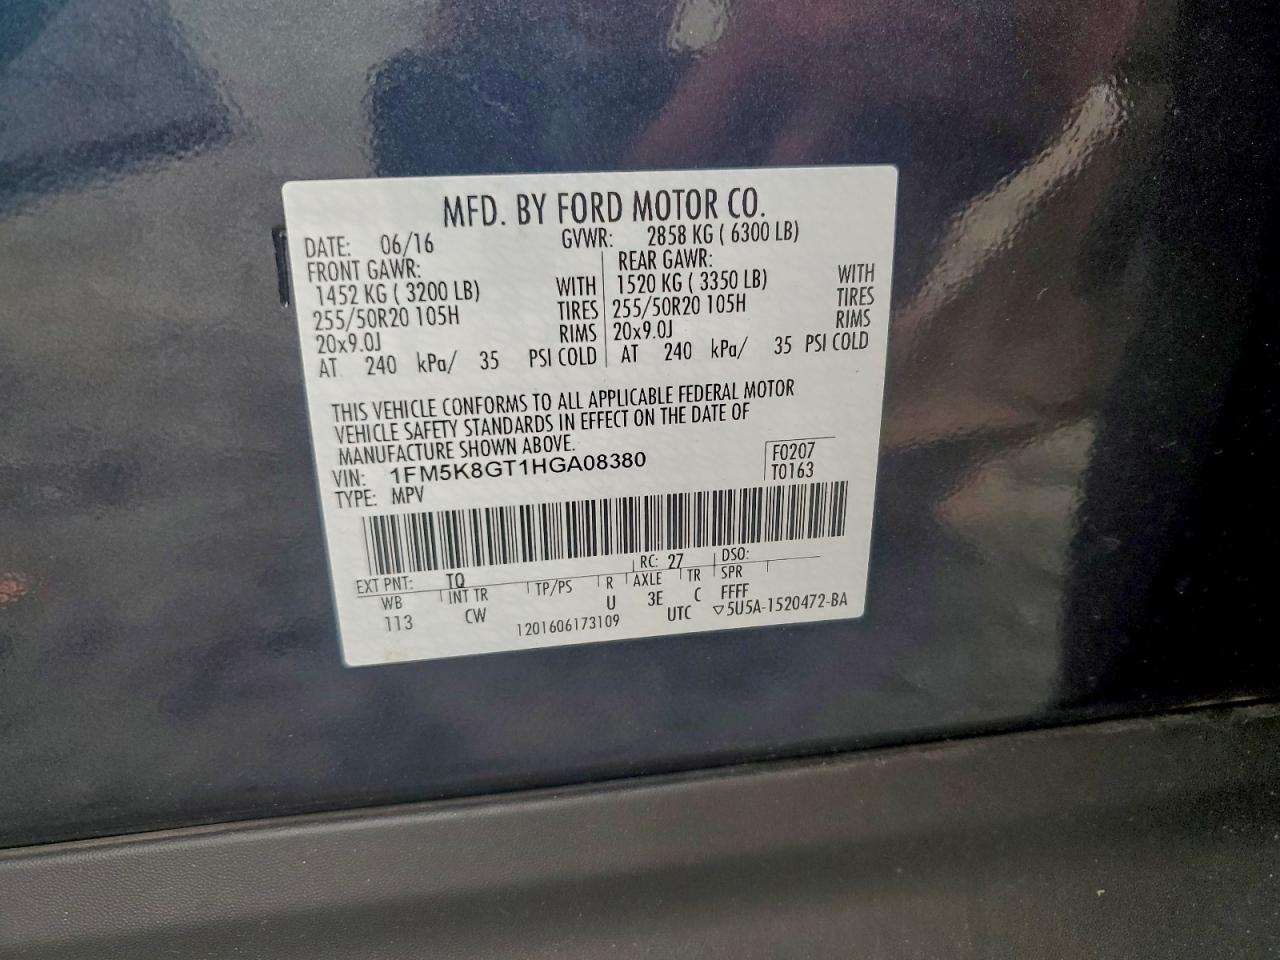 MFD. BY FORD MOTOR CO.
DATE: 06/16 GVWR: 2858 KG ( 6300 LB)
FRONT GAWR: REAR GAWR:
1452 KG ( 3200 LB) WITH 1520 KG ( 3350 LB) WITH
255/50R20 105H TIRES 255/50R20 105H TIRES
20x9.0J RIMS 20x9.0J RIMS
AT 240 kPa/ 35 PSI COLD AT 240 kPa/ 35 PSI COLD
THIS VEHICLE CONFORMS TO ALL APPLICABLE FEDERAL MOTOR
VEHICLE SAFETY STANDARDS IN EFFECT ON THE DATE OF
MANUFACTURE SHOWN ABOVE.
VIN: 1FM5K8GT1HGA08380 F0207
TYPE: MPV T0163
EXT PNT: TQ RC: 27 DSO:
WB INT TR TP/PS R AXLE TR SPR
113 CW U 3E C FFFF
1201606173109 UTC ▽5U5A-1520472-BA